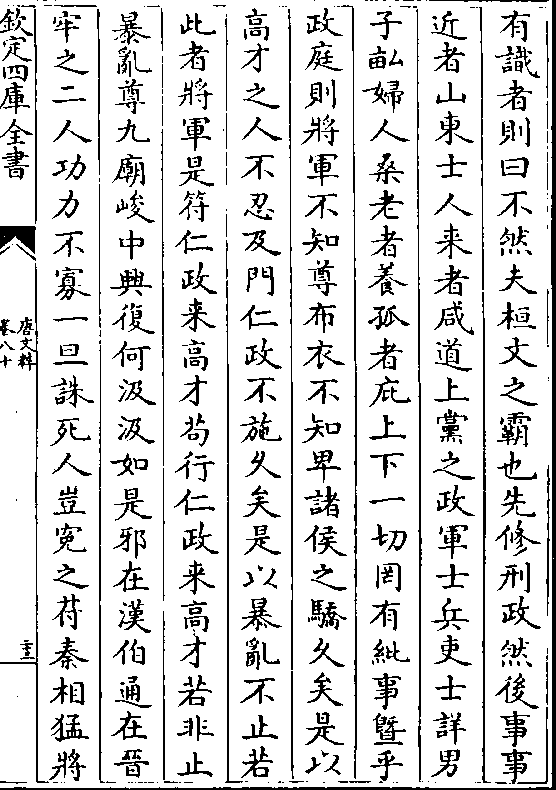 有識者則曰不然夫桓文之霸也先修刑政然後事事
近者山東士人来者咸道上黨之政軍士兵吏士詳男
子畝婦人桑老者養孤者庇上下一切罔有紕事曁乎
政庭則將軍不知尊布衣不知卑諸侯之驕久矣是以
高才之人不忍及門仁政不施久矣是以暴亂不止若
此者將軍是符仁政来高才茍行仁政来高才若非止
暴亂尊九廟峻中興復何汲汲如是邪在漢伯通在晉
牢之二人功力不寡一旦誅死人豈寃之苻秦相猛將
欽定四庫全書
唐文粹
卷八十